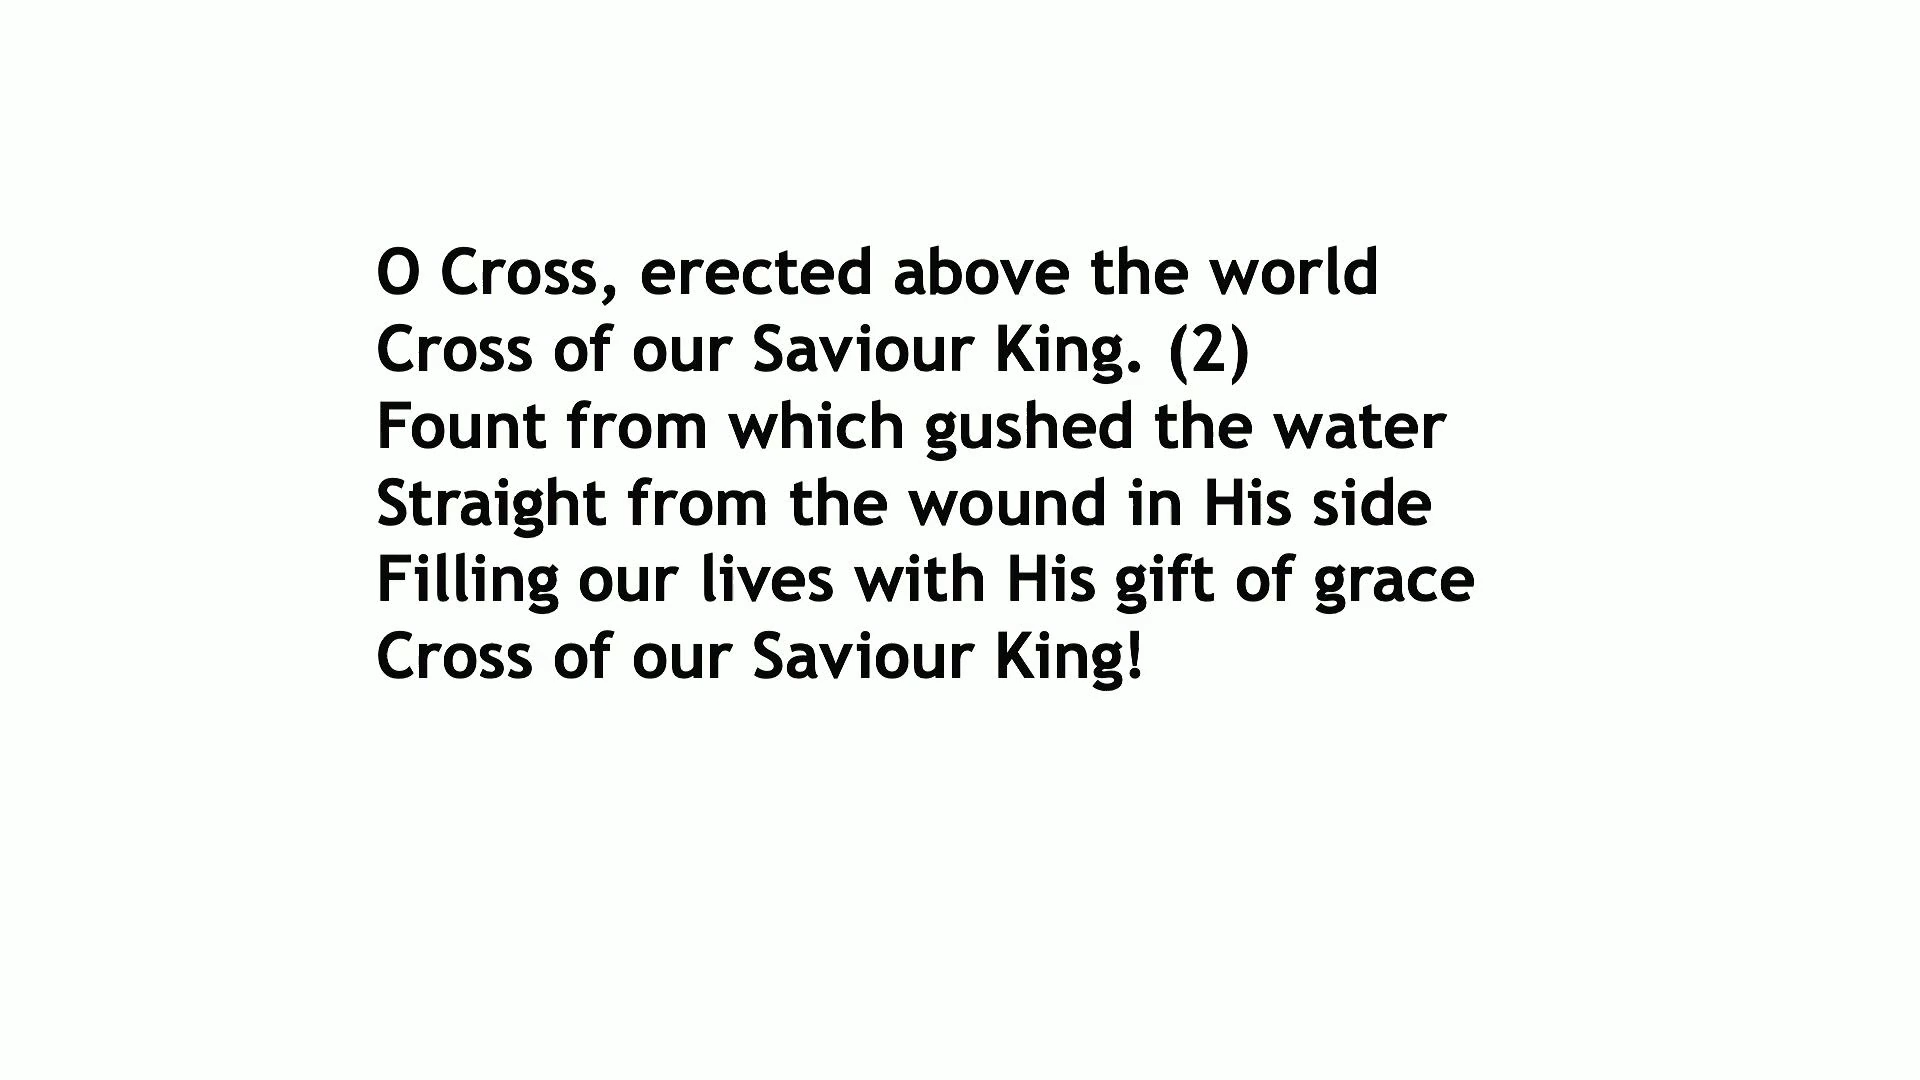 O Cross, erected above the world
Cross of our Saviour King. (2)
Fount from which gushed the water
Straight from the wound in His side
Filling our lives with His gift of grace
Cross of our Saviour King!